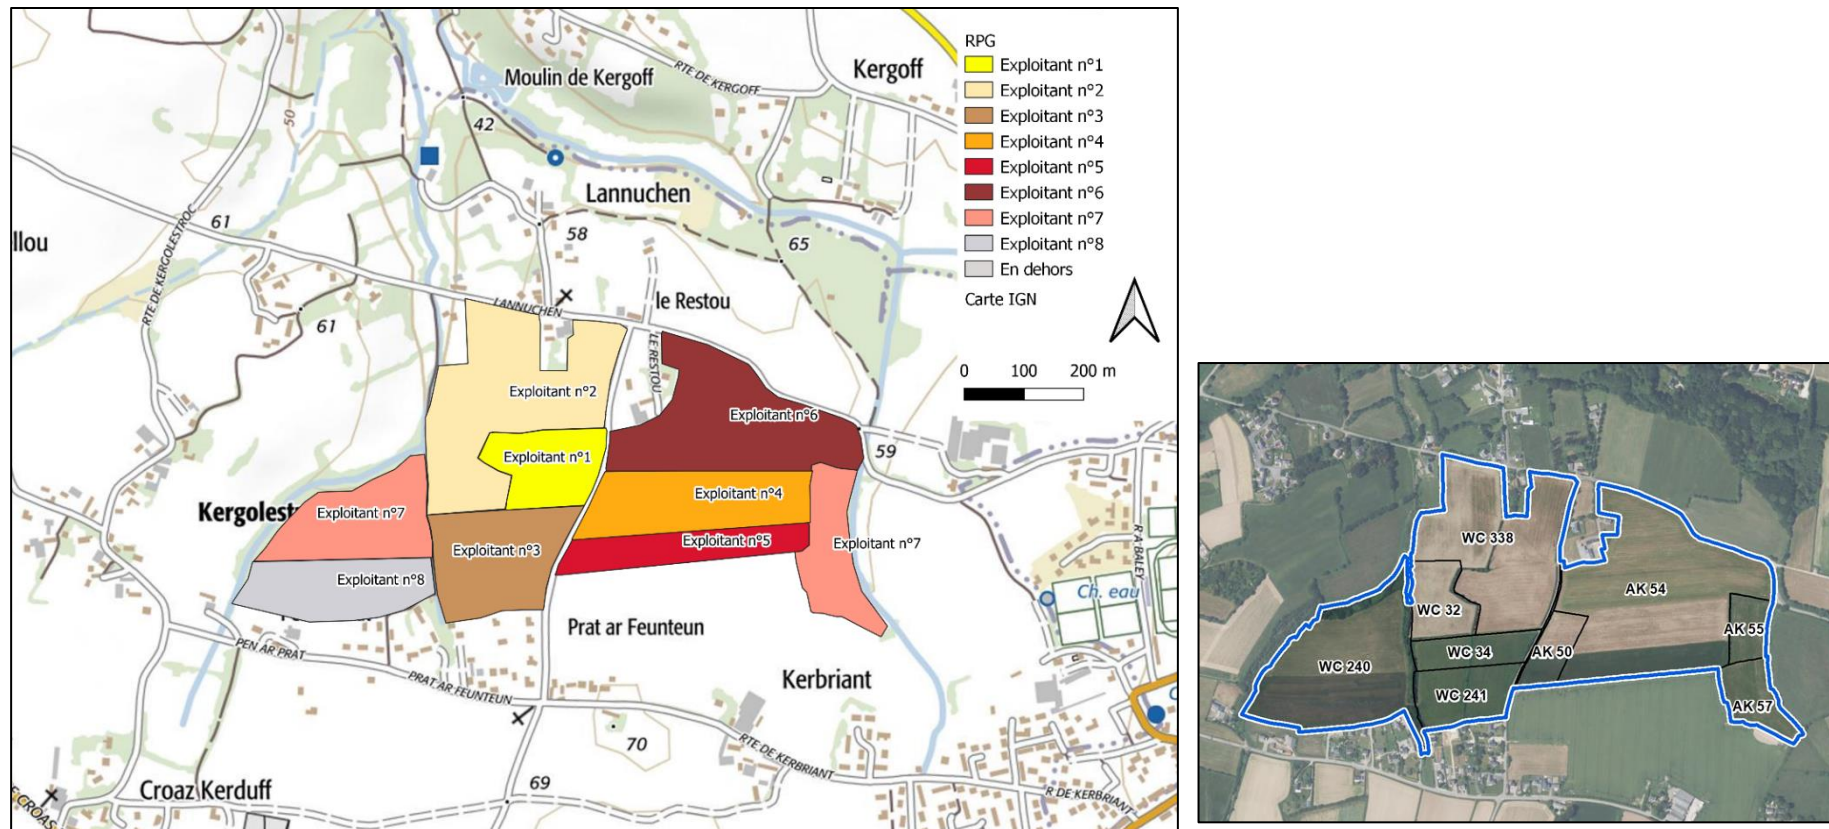 RPG
Exploitant n°1
Exploitant n°2
Exploitant n°3
Exploitant n°4
Exploitant n°5
Exploitant n°6
Exploitant n°7
Exploitant n°8
En dehors
Carte IGN
0 100 200 m
Moulin de Kergoff
RTE DE KERGOFF
Kergoff
50
42
Lannuchen
llou
61
58
65
RTE DE KERGOLESTROC
LANNUCHEN
le Restou
61
LE RESTOU
Exploitant n°2
Exploitant n°6
59
Exploitant n°1
Exploitant n°4
Kergolest
Exploitant n°7
Exploitant n°3
Exploitant n°5
Exploitant n°7
Exploitant n°8
R A BALEY
Ch. eau
Prat ar Feunteun
PEN AR PRAT
PRAT AR FEUNTEUN
Kerbriant
70
RTE DE KERBRIANT
Croaz Kerduff
69
R DE KERBRIANT
E CROAS
WC 338
WC 32
AK 54
AK 55
WC 34
AK 50
WC 240
WC 241
AK 57